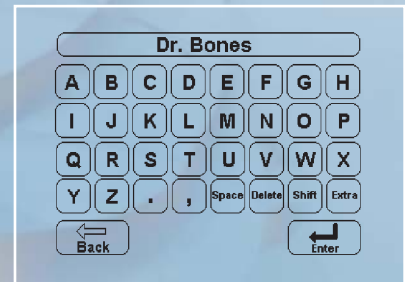 Dr. Bones
A B C D E F G H
I J K L M N O P
Q R S T U V W X
Y Z . , Space Delete Shift Extra
Back Enter